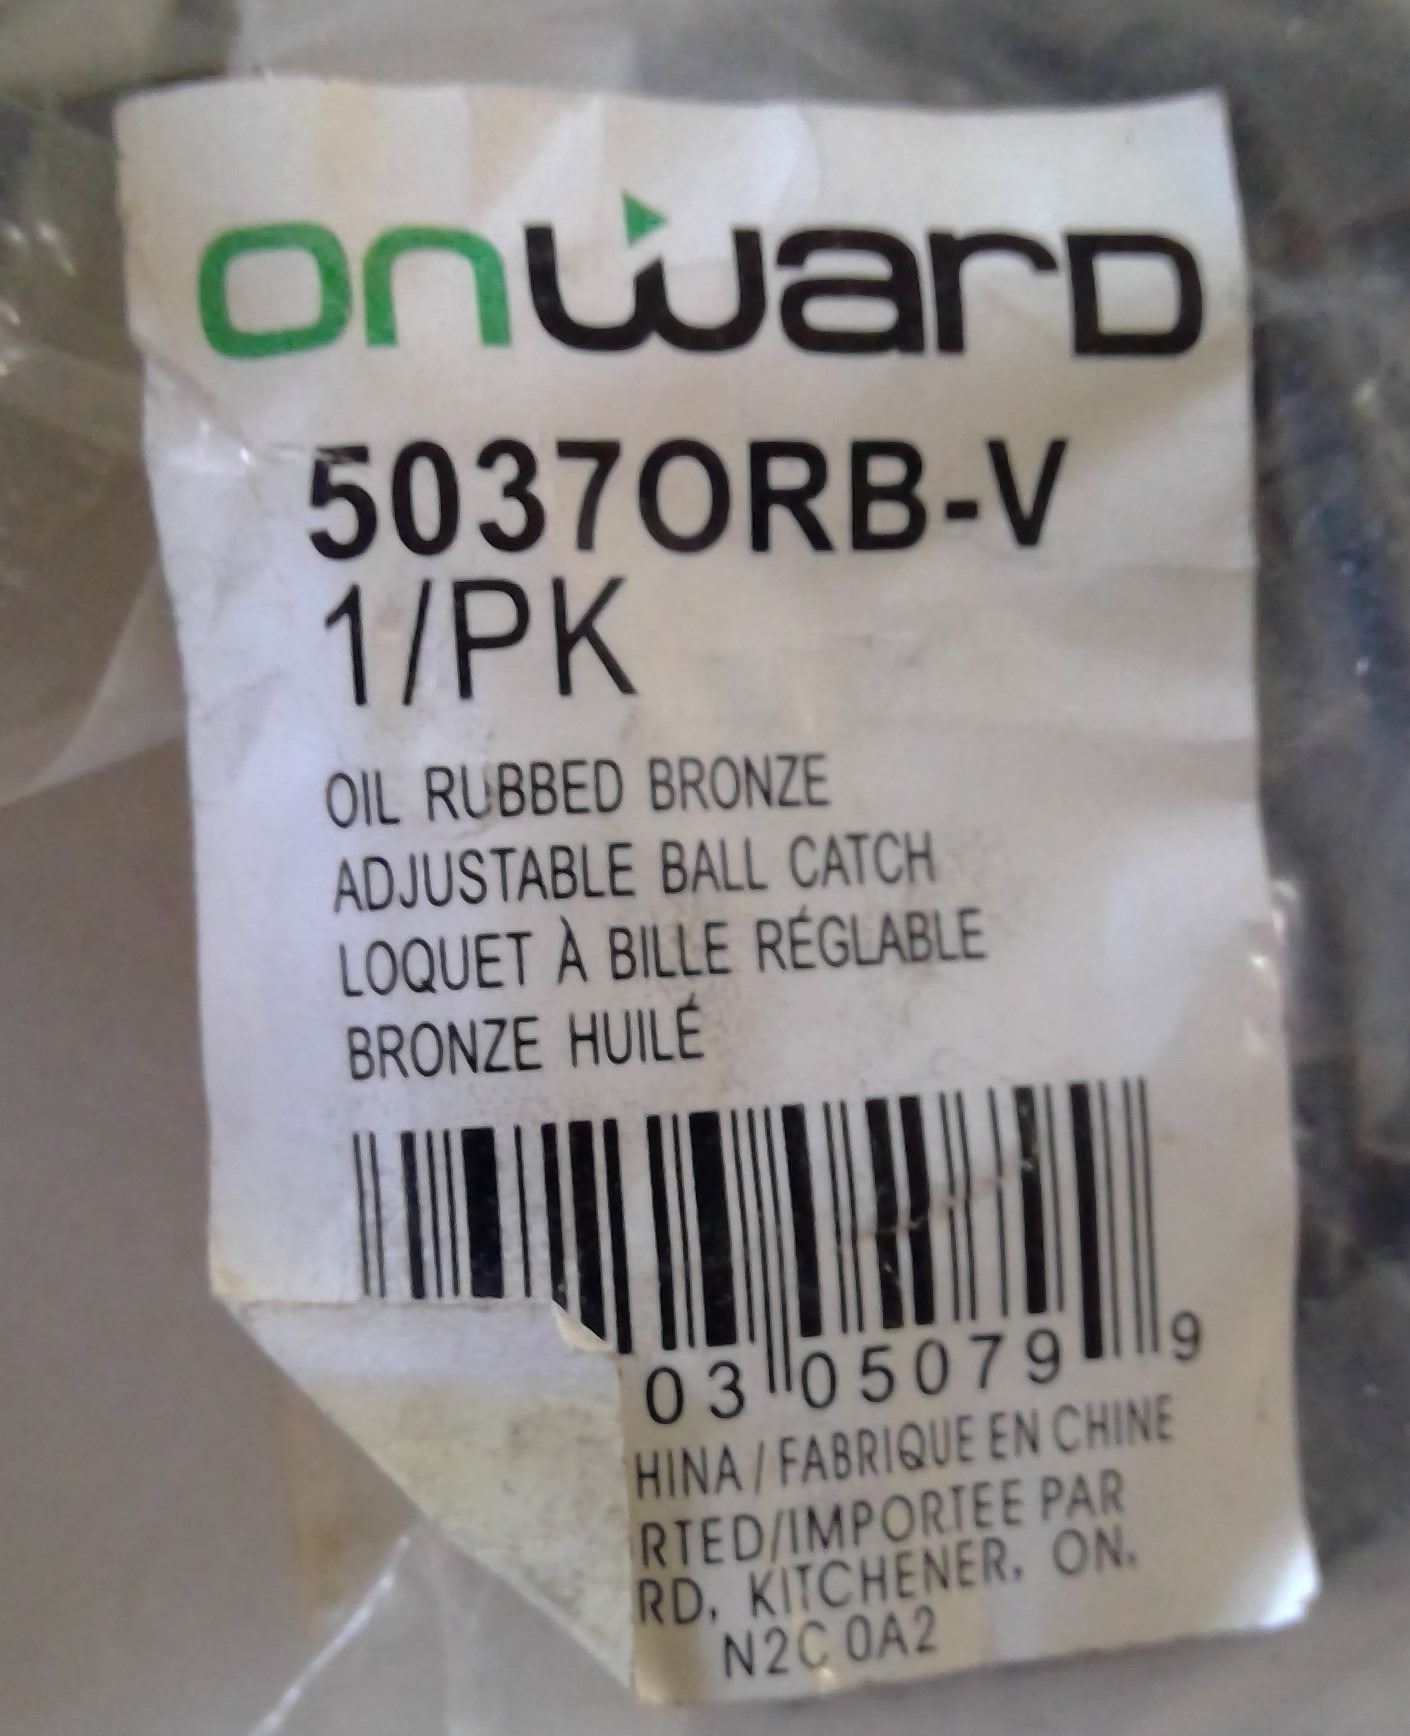 onwarD
5037ORB-V
1/PK
OIL RUBBED BRONZE
ADJUSTABLE BALL CATCH
LOQUET À BILLE RÉGLABLE
BRONZE HUILÉ
03 05079 9
HINA / FABRIQUE EN CHINE
RTED/IMPORTEE PAR
RD, KITCHENER, ON.
N2C 0A2